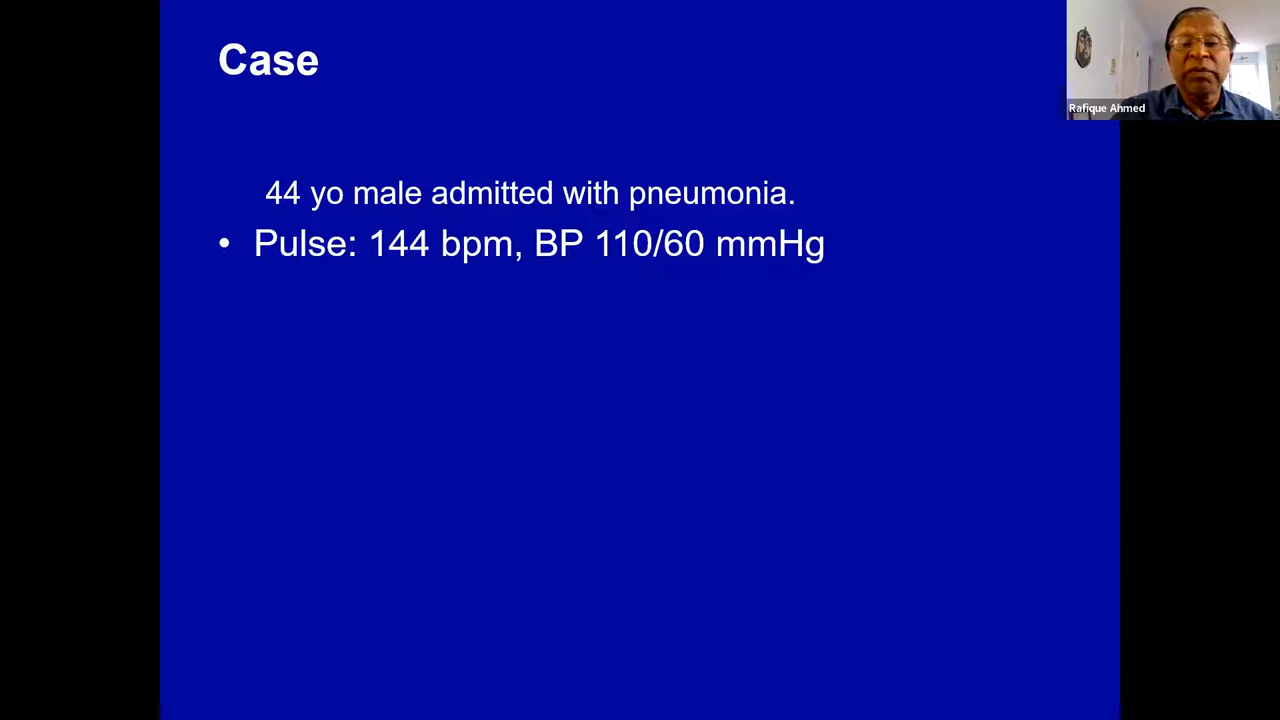 Case
Rafique Ahmed
44 yo male admitted with pneumonia.
• Pulse: 144 bpm, BP 110/60 mmHg